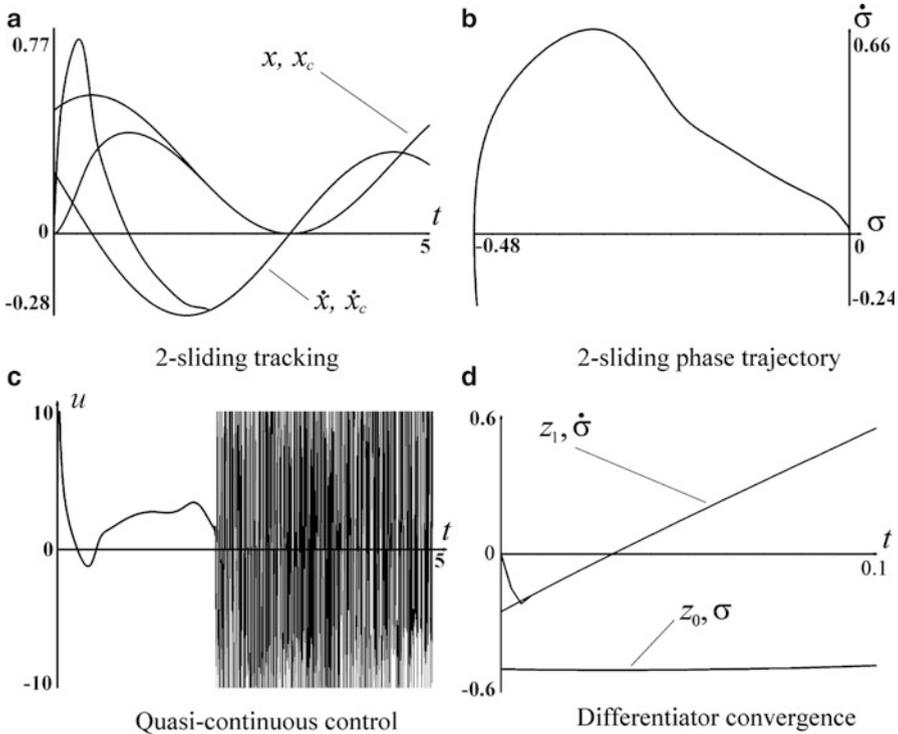 a
0.77
x, x_c
0
t
5
-0.28
ẋ, ẋ_c
2-sliding tracking
b
σ̇
0.66
σ
-0.48
0
-0.24
2-sliding phase trajectory
c
10
u
0
t
5
-10
Quasi-continuous control
d
0.6
z₁, σ̇
0
t
0.1
z₀, σ
-0.6
Differentiator convergence